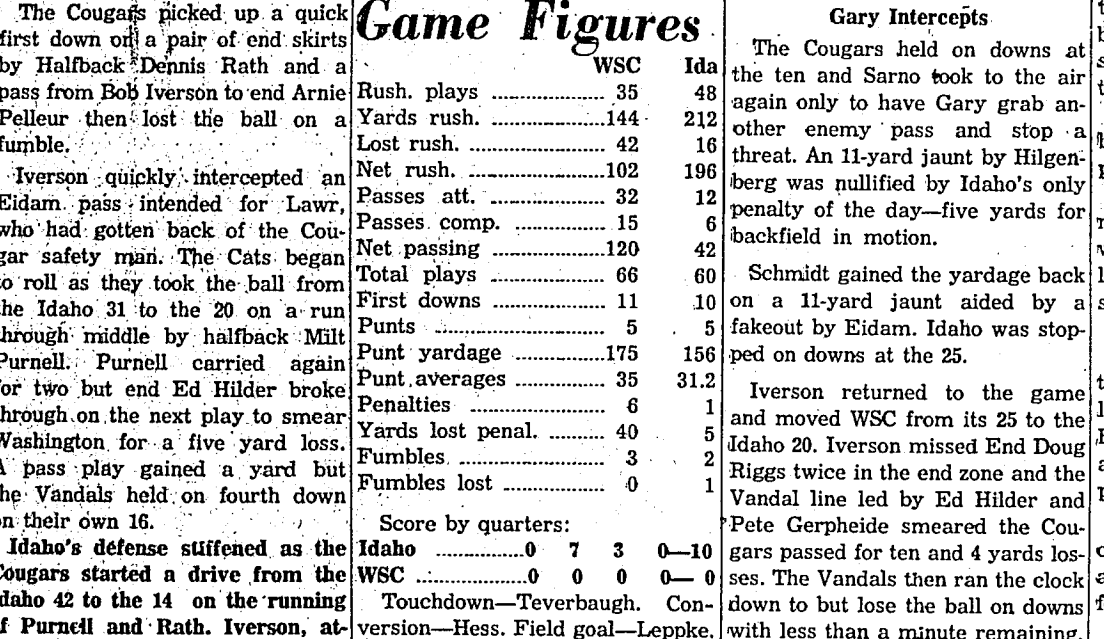 The Cougars picked up a quick
first down on a pair of end skirts
by Halfback Dennis Rath and a
pass from Bob Iverson to end Arnie
Pelleur then lost the ball on a
fumble.
Iverson quickly intercepted an
Eidam pass intended for Lawr,
who had gotten back of the Cou-
gar safety man. The Cats began
to roll as they took the ball from
the Idaho 31 to the 20 on a run
through middle by halfback Milt
Purnell. Purnell carried again
for two but end Ed Hilder broke
through on the next play to smear
Washington for a five yard loss.
A pass play gained a yard but
the Vandals held on fourth down
on their own 16.
Idaho's defense stiffened as the
Cougars started a drive from the
Idaho 42 to the 14 on the running
of Purnell and Rath. Iverson, at-
Game Figures
WSC Ida
Rush. plays ........................ 35 48
Yards rush. ........................144 212
Lost rush. ........................ 42 16
Net rush. ........................102 196
Passes att. ........................ 32 12
Passes comp. ........................ 15 6
Net passing ........................120 42
Total plays ........................ 66 60
First downs ........................ 11 10
Punts ........................ 5 5
Punt yardage ........................175 156
Punt averages ........................ 35 31.2
Penalties ........................ 6 1
Yards lost penal. ........................ 40 5
Fumbles ........................ 3 2
Fumbles lost ........................ 0 1
Score by quarters:
Idaho ...............0 7 3 0—10
WSC ...............0 0 0 0— 0
Touchdown—Teverbaugh. Con-
version—Hess. Field goal—Leppke.
Gary Intercepts
The Cougars held on downs at
the ten and Sarno took to the air
again only to have Gary grab an-
other enemy pass and stop a
threat. An 11-yard jaunt by Hilgen-
berg was nullified by Idaho's only
penalty of the day—five yards for
backfield in motion.
Schmidt gained the yardage back
on a 11-yard jaunt aided by a
fakeout by Eidam. Idaho was stop-
ped on downs at the 25.
Iverson returned to the game
and moved WSC from its 25 to the
Idaho 20. Iverson missed End Doug
Riggs twice in the end zone and the
Vandal line led by Ed Hilder and
Pete Gerpheide smeared the Cou-
gars passed for ten and 4 yards los-
ses. The Vandals then ran the clock
down to but lose the ball on downs
with less than a minute remaining.